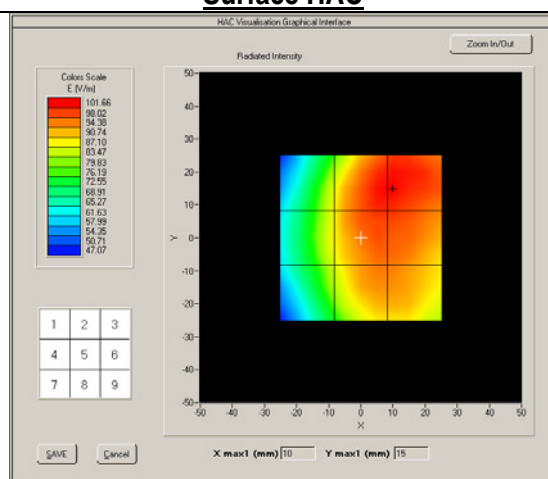 Surface HAC
HAC Visualisation Graphical Interface
Zoom In/Out
Radiated Intensity
Colors Scale
E (V/m)
101.66
98.02
94.38
90.74
87.10
83.47
79.83
76.19
72.55
68.91
65.27
61.63
57.99
54.35
50.71
47.07
50
40
30
20
10
0
-10
-20
-30
-40
-50
Y
-50 -40 -30 -20 -10 0 10 20 30 40 50
X
1 2 3
4 5 6
7 8 9
SAVE Cancel
X max1 (mm) 10 Y max1 (mm) 15